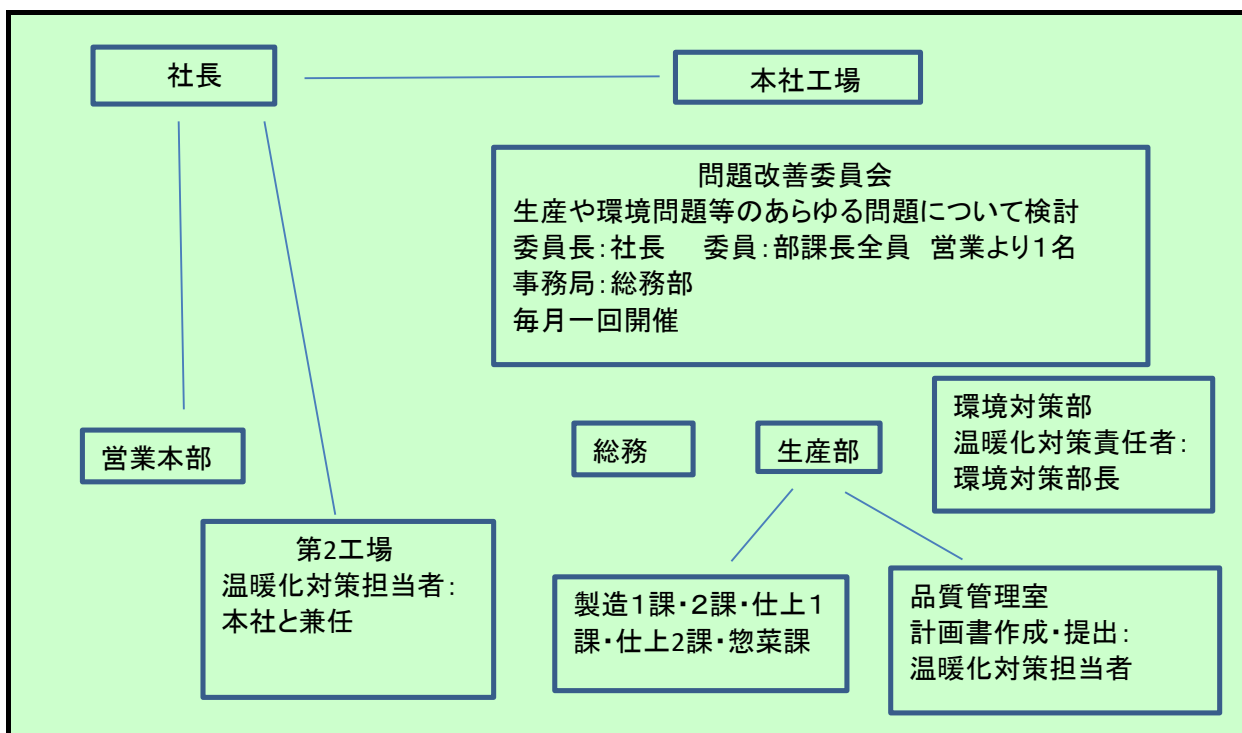 社長
本社工場
問題改善委員会
生産や環境問題等のあらゆる問題について検討
委員長：社長　　委員：部課長全員　営業より１名
事務局：総務部
毎月一回開催
環境対策部
温暖化対策責任者：
環境対策部長
営業本部
総務
生産部
第2工場
温暖化対策担当者：
本社と兼任
製造１課・２課・仕上１
課・仕上2課・惣菜課
品質管理室
計画書作成・提出：
温暖化対策担当者